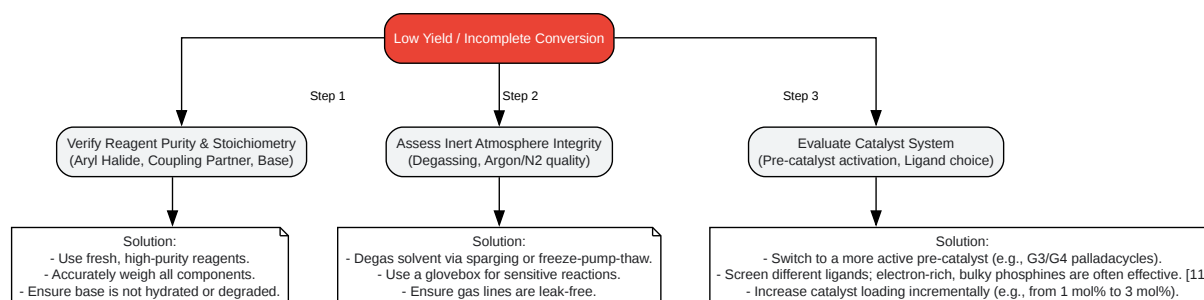 Low Yield / Incomplete Conversion
Step 1
Step 2
Step 3
Verify Reagent Purity & Stoichiometry
(Aryl Halide, Coupling Partner, Base)
Assess Inert Atmosphere Integrity
(Degassing, Argon/N2 quality)
Evaluate Catalyst System
(Pre-catalyst activation, Ligand choice)
Solution:
- Use fresh, high-purity reagents.
- Accurately weigh all components.
- Ensure base is not hydrated or degraded.
Solution:
- Degas solvent via sparging or freeze-pump-thaw.
- Use a glovebox for sensitive reactions.
- Ensure gas lines are leak-free.
Solution:
- Switch to a more active pre-catalyst (e.g., G3/G4 palladacycles).
- Screen different ligands; electron-rich, bulky phosphines are often effective. [11
- Increase catalyst loading incrementally (e.g., from 1 mol% to 3 mol%).